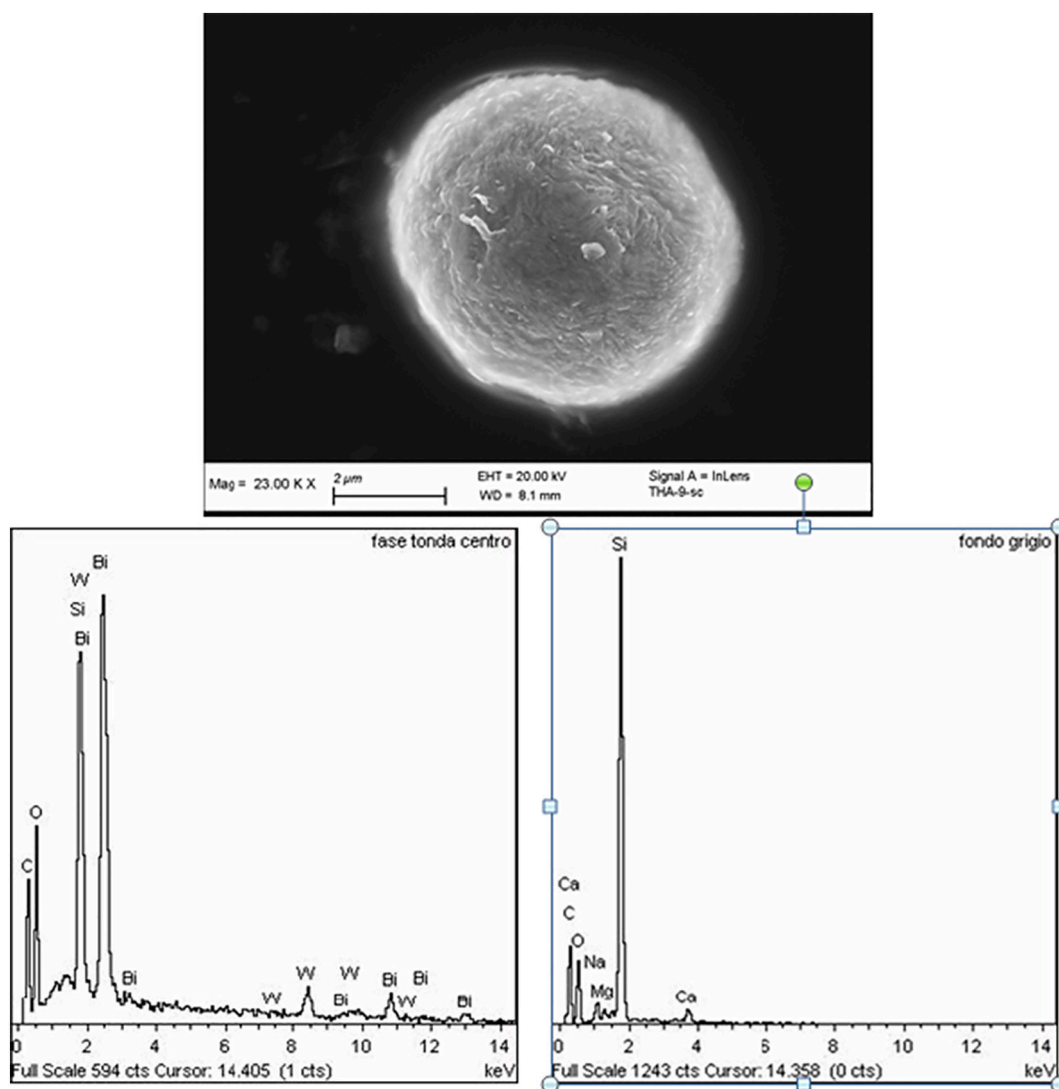 Mag = 23.00 K X
2 µm
EHT = 20.00 kV
WD = 8.1 mm
Signal A = InLens
THA-9-sc
fase tonda centro
Bi
W
Si
Bi
O
C
Bi
W
W
W
Bi
Bi
W
Bi
Bi
0 2 4 6 8 10 12 14
Full Scale 594 cts Cursor: 14.405 (1 cts) keV
fondo grigio
Si
Ca
C
O
Na
Mg
Ca
0 2 4 6 8 10 12 14
Full Scale 1243 cts Cursor: 14.358 (0 cts) keV